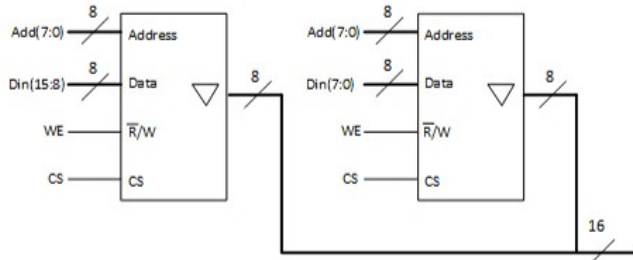 Add(7:0) 8 Address
Din(15:8) 8 Data 8
WE R̅/W
CS CS
Add(7:0) 8 Address
Din(7:0) 8 Data 8
WE R̅/W
CS CS
16